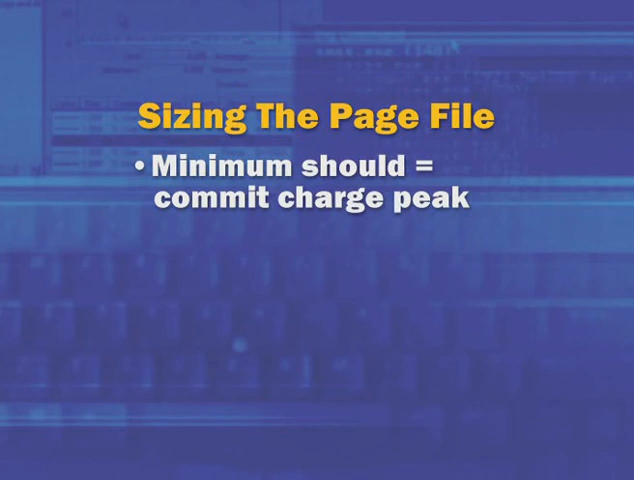 Sizing The Page File
• Minimum should =
commit charge peak